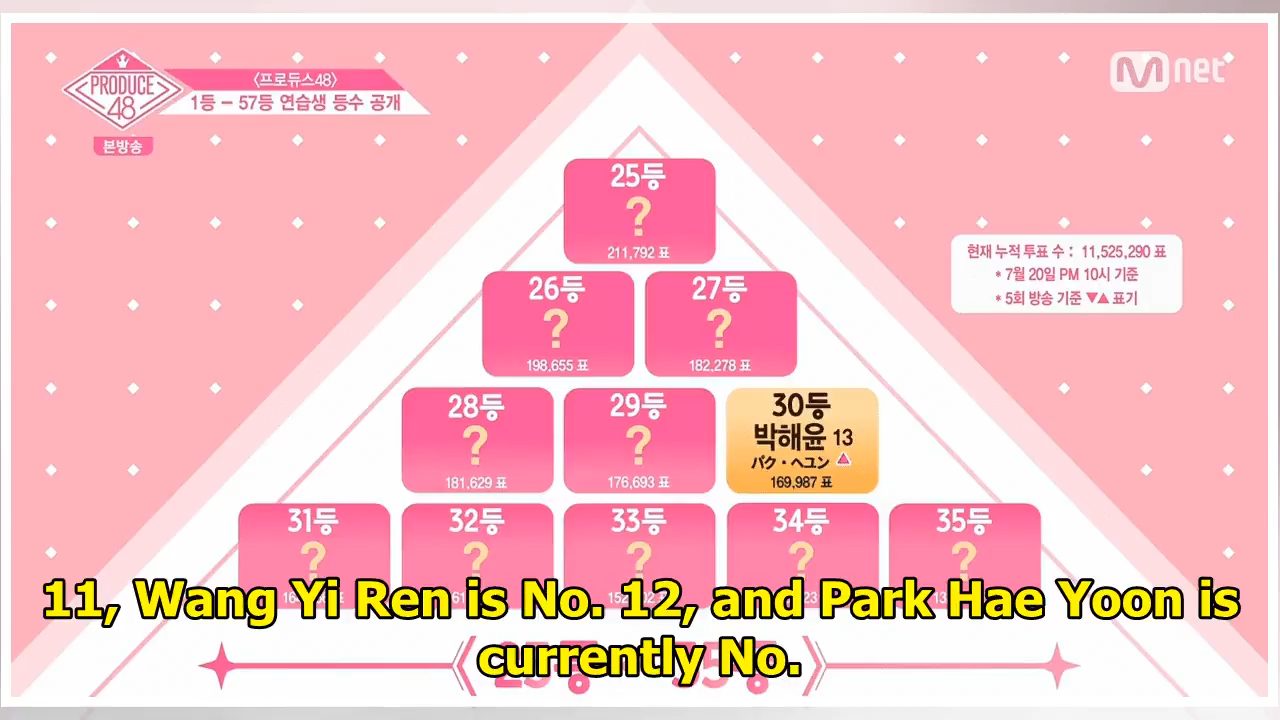 PRODUCE
48
〈프로듀스48〉
1등 – 57등 연습생 등수 공개
본방송
Mnet
25등
?
211,792 표
26등
?
198,655 표
27등
?
182,278 표
현재 누적 투표 수 : 11,525,290 표
* 7월 20일 PM 10시 기준
* 5회 방송 기준 ▼▲ 표기
28등
?
181,629 표
29등
?
176,693 표
30등
박해윤 13
パク・ヘユン ▲
169,987 표
31등
?
32등
?
33등
?
34등
?
35등
?
11, Wang Yi Ren is No. 12, and Park Hae Yoon is
currently No.